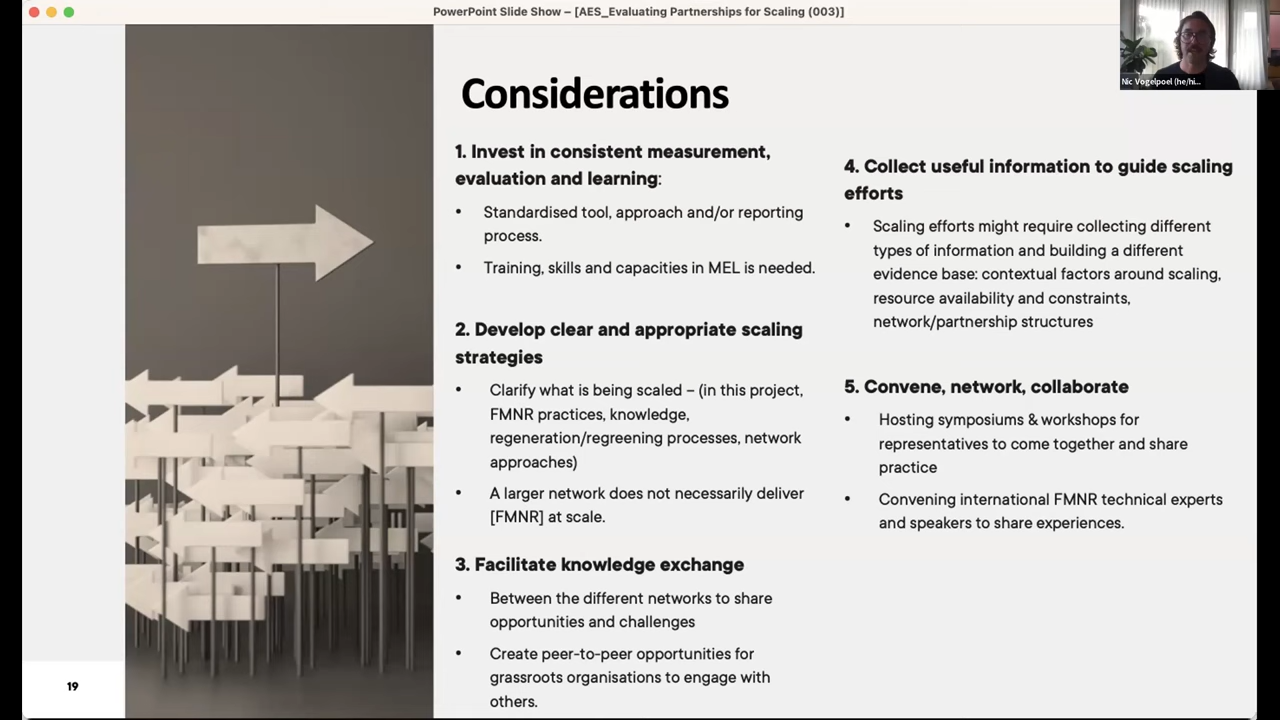 PowerPoint Slide Show – [AES_Evaluating Partnerships for Scaling (003)]
Nic Vogelpoel (he/hi...
Considerations
1. Invest in consistent measurement,
evaluation and learning:
• Standardised tool, approach and/or reporting
process.
• Training, skills and capacities in MEL is needed.
2. Develop clear and appropriate scaling
strategies
• Clarify what is being scaled – (in this project,
FMNR practices, knowledge,
regeneration/regreening processes, network
approaches)
• A larger network does not necessarily deliver
[FMNR] at scale.
3. Facilitate knowledge exchange
• Between the different networks to share
opportunities and challenges
• Create peer-to-peer opportunities for
grassroots organisations to engage with
others.
4. Collect useful information to guide scaling
efforts
• Scaling efforts might require collecting different
types of information and building a different
evidence base: contextual factors around scaling,
resource availability and constraints,
network/partnership structures
5. Convene, network, collaborate
• Hosting symposiums & workshops for
representatives to come together and share
practice
• Convening international FMNR technical experts
and speakers to share experiences.
19